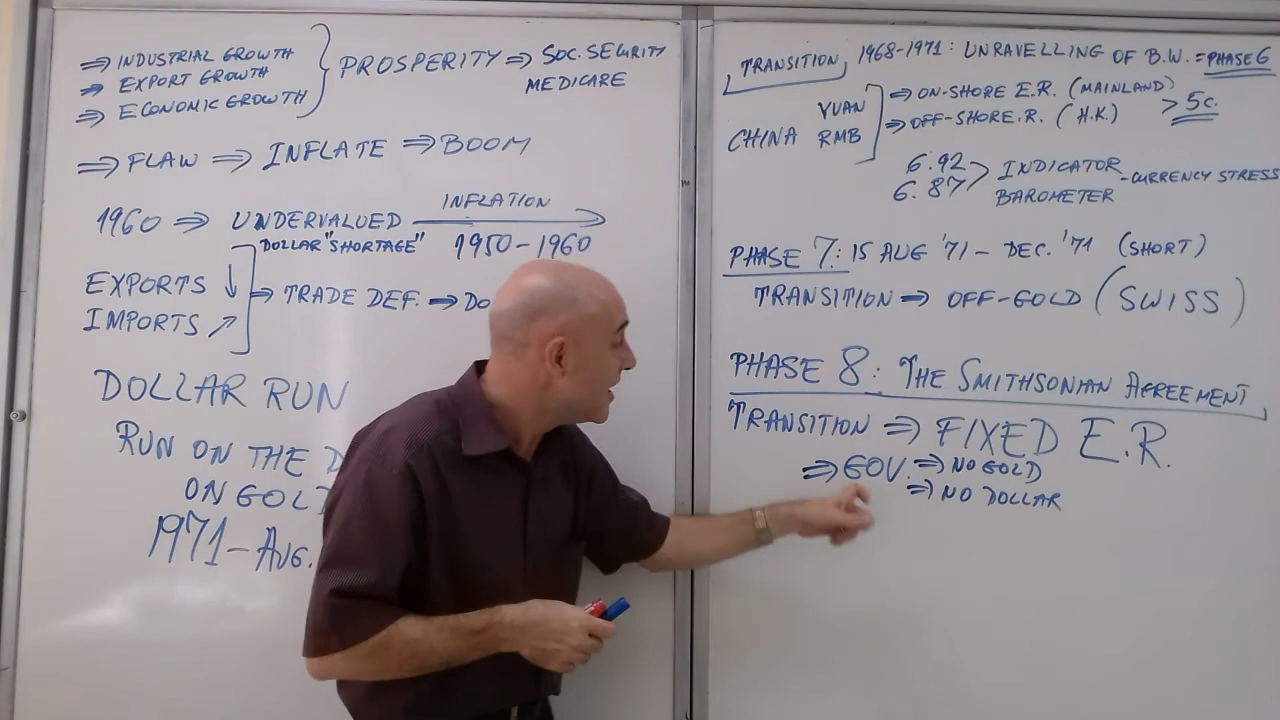 ⇒ INDUSTRIAL GROWTH
⇒ EXPORT GROWTH
⇒ ECONOMIC GROWTH
} PROSPERITY ⇒ SOC. SECURITY
MEDICARE
⇒ FLAW ⇒ INFLATE ⇒ BOOM
1960 ⇒ UNDERVALUED INFLATION
DOLLAR "SHORTAGE" 1950-1960
EXPORTS ↓
IMPORTS ↗
⇒ TRADE DEF. ⇒ DO
DOLLAR RUN
RUN ON THE D
ON GOLD
1971 - AUG.
TRANSITION, 1968-1971: UNRAVELLING OF B.W. = PHASE 6
CHINA YUAN RMB
⇒ ON-SHORE E.R. (MAINLAND)
⇒ OFF-SHORE.R. (H.K.)
> 5c.
6.92
6.87
> INDICATOR
BAROMETER
- CURRENCY STRESS
PHASE 7: 15 AUG '71 - DEC. '71 (SHORT)
TRANSITION ⇒ OFF-GOLD (SWISS)
PHASE 8: THE SMITHSONIAN AGREEMENT
TRANSITION ⇒ FIXED E.R.
⇒ GOV. ⇒ NO GOLD
⇒ NO DOLLAR